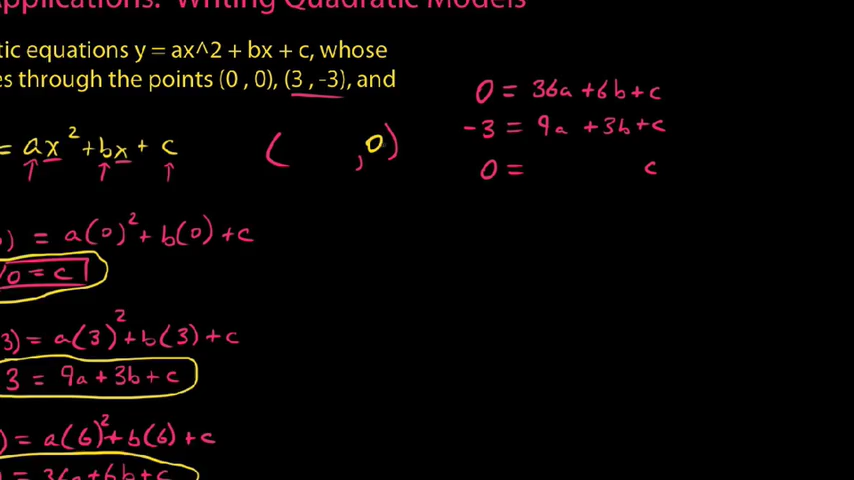 Applications: Writing Quadratic Models
tic equations y = ax^2 + bx + c, whose
es through the points (0 , 0), (3 , -3), and
= ax² + bx + c
( , 0)
0 = 36a + 6b + c
-3 = 9a + 3b + c
0 = c
) = a(0)² + b(0) + c
0 = c
3) = a(3)² + b(3) + c
3 = 9a + 3b + c
) = a(6)² + b(6) + c
= 36a + 6b + c